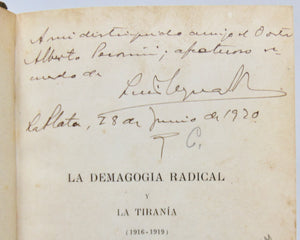 A mi distinguido amigo el Doctor
Alberto ; afectuoso re
cuerdo de
Luis
La Plata, 28 de Junio de 1920
LA DEMAGOGIA RADICAL
Y
LA TIRANÍA
(1916-1919)